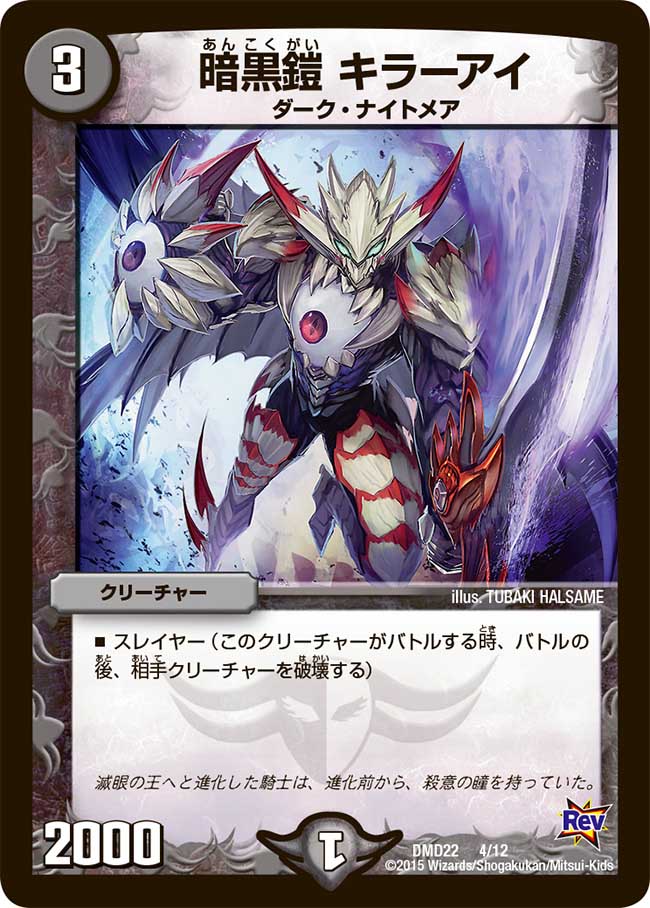 3
あんこくがい
暗黒鎧 キラーアイ
ダーク・ナイトメア
クリーチャー
illus. TUBAKI HALSAME
■ スレイヤー（このクリーチャーがバトルする時、バトルの
後、相手クリーチャーを破壊する）
滅眼の王へと進化した騎士は、進化前から、殺意の瞳を持っていた。
Rev
2000
1
DMD22 4/12
©2015 Wizards/Shogakukan/Mitsui-Kids